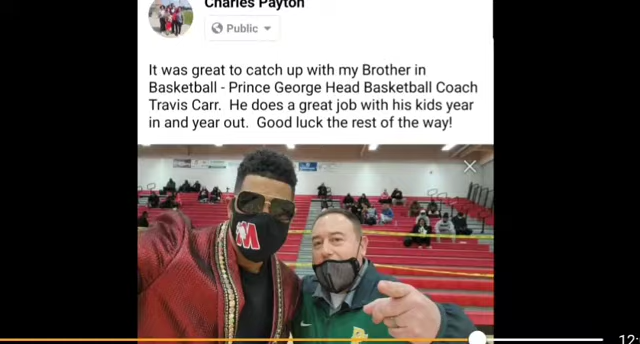 Charles Payton
Public
It was great to catch up with my Brother in
Basketball - Prince George Head Basketball Coach
Travis Carr. He does a great job with his kids year
in and year out. Good luck the rest of the way!
M
12